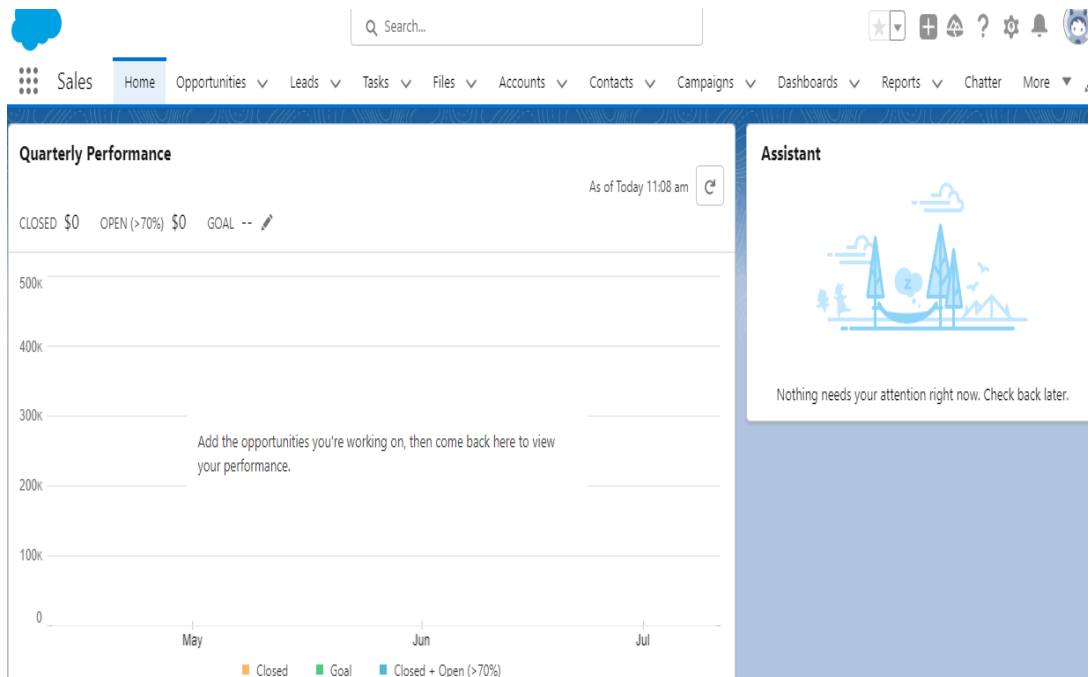 Search...
Sales Home Opportunities Leads Tasks Files Accounts Contacts Campaigns Dashboards Reports Chatter More
Quarterly Performance
As of Today 11:08 am
CLOSED $0 OPEN (>70%) $0 GOAL --
500K
400K
300K
Add the opportunities you're working on, then come back here to view
your performance.
200K
100K
0
May Jun Jul
Closed Goal Closed + Open (>70%)
Assistant
z
Nothing needs your attention right now. Check back later.